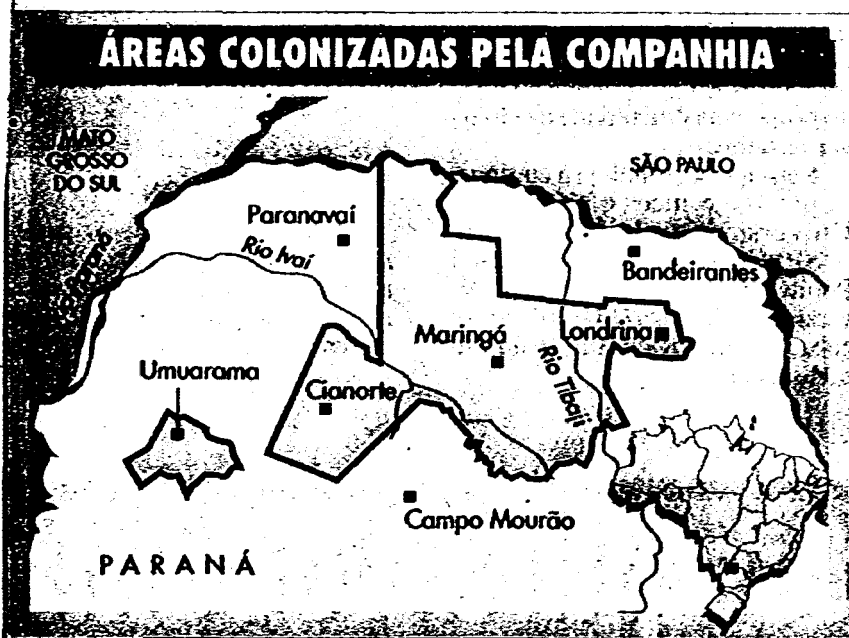 ÁREAS COLONIZADAS PELA COMPANHIA
MATO
GROSSO
DO SUL
SÃO PAULO
Paranavaí
Rio Ivaí
Bandeirantes
Paraná
Maringá
Londrina
Rio Tibaji
Umuarama
Cianorte
Campo Mourão
PARANÁ